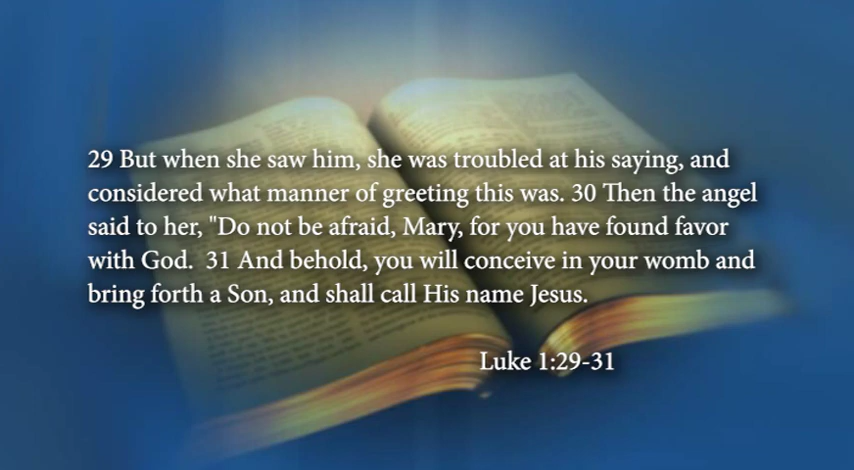 29 But when she saw him, she was troubled at his saying, and
considered what manner of greeting this was. 30 Then the angel
said to her, "Do not be afraid, Mary, for you have found favor
with God.  31 And behold, you will conceive in your womb and
bring forth a Son, and shall call His name Jesus.
Luke 1:29-31